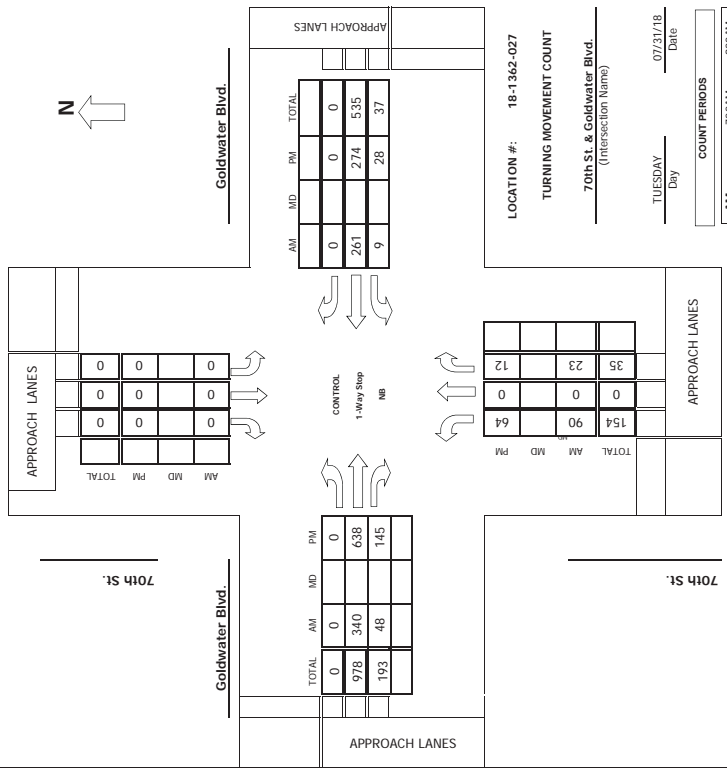 N
APPROACH LANES
Goldwater Blvd.
AM MD PM TOTAL
0 0 0
261 274 535
9 28 37
APPROACH LANES
TOTAL 0 0 0
PM 0 0 0
MD
AM 0 0 0
CONTROL
1-Way Stop
NB
70th St.
Goldwater Blvd.
TOTAL AM MD PM
0 0 0
978 340 638
193 48 145
APPROACH LANES
PM 64 0 12
MD
AM 90 0 23
MD
TOTAL 154 0 35
APPROACH LANES
70th St.
LOCATION #: 18-1362-027
TURNING MOVEMENT COUNT
70th St. & Goldwater Blvd.
(Intersection Name)
TUESDAY 07/31/18
Day Date
COUNT PERIODS